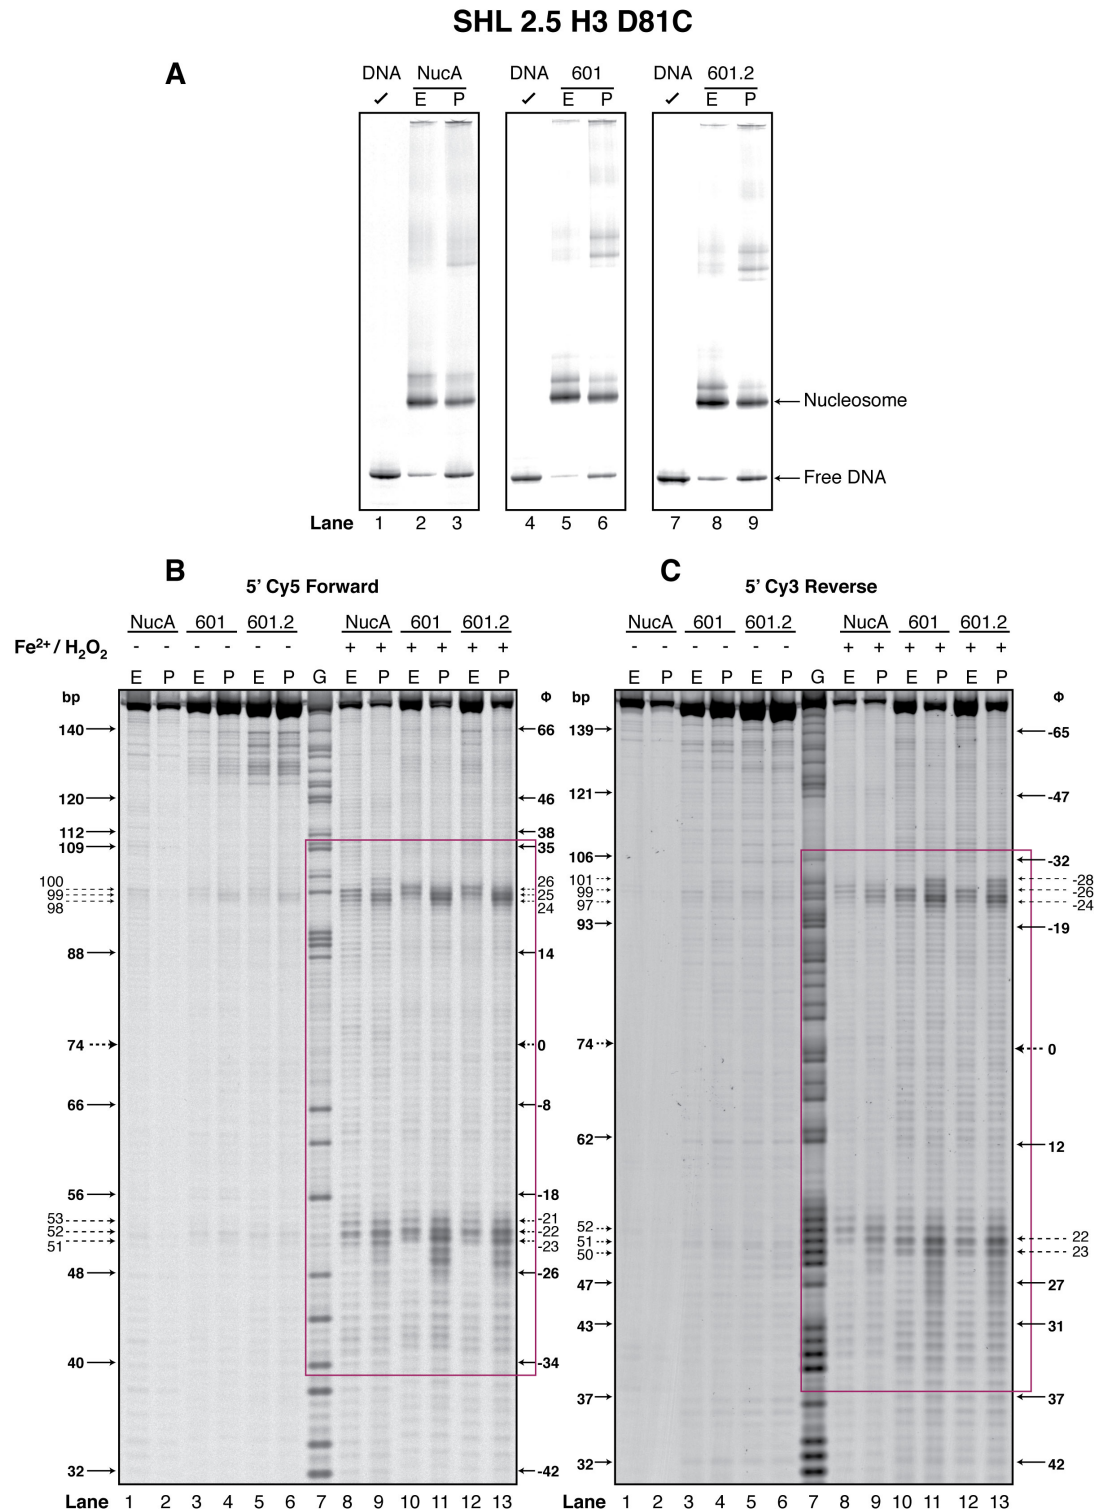 SHL 2.5 H3 D81C
A
DNA NucA DNA 601 DNA 601.2
✓ E P ✓ E P ✓ E P
Nucleosome
Free DNA
Lane 1 2 3 4 5 6 7 8 9
B
5’ Cy5 Forward
NucA 601 601.2 NucA 601 601.2
Fe2+ / H2O2 - - - - - - + + + + + +
E P E P E P G E P E P E P
bp Φ
140 66
120 46
112 38
109 35
100 26
99 25
98 24
88 14
74 0
66 -8
56 -18
53 -21
52 -22
51 -23
48 -26
40 -34
32 -42
Lane 1 2 3 4 5 6 7 8 9 10 11 12 13
C
5’ Cy3 Reverse
NucA 601 601.2 NucA 601 601.2
- - - - - - + + + + + +
E P E P E P G E P E P E P
bp Φ
139 -65
121 -47
106 -32
101 -28
99 -26
97 -24
93 -19
74 0
62 12
52
51 22
50 23
47 27
43 31
37 37
32 42
Lane 1 2 3 4 5 6 7 8 9 10 11 12 13